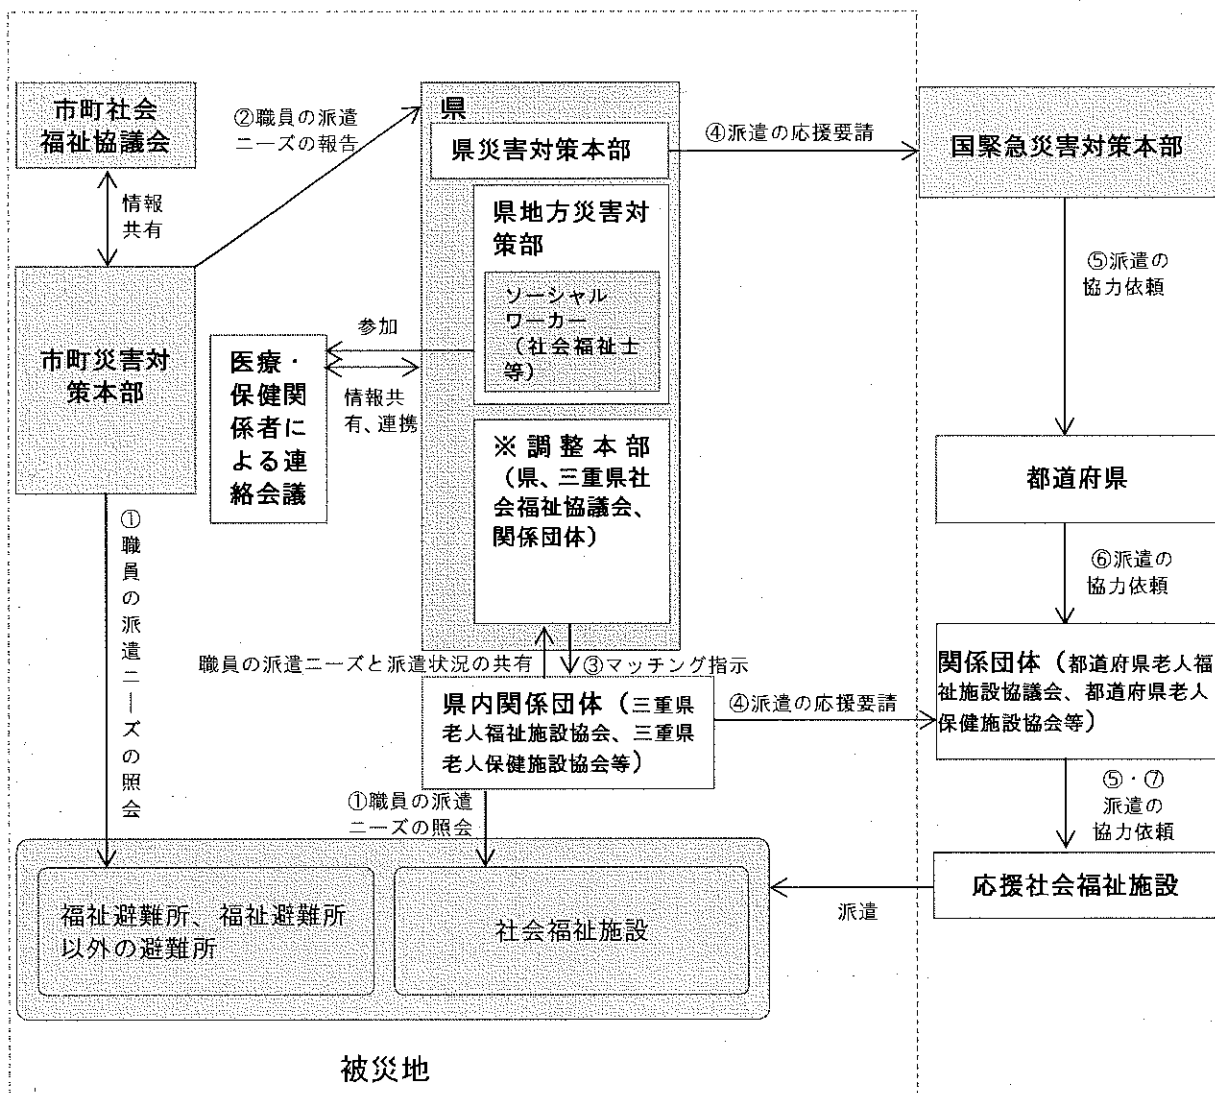 市町社会
福祉協議会
②職員の派遣
ニーズの報告
県
県災害対策本部
④派遣の応援要請
国緊急災害対策本部
情報
共有
県地方災害対
策部
ソーシャル
ワーカー
（社会福祉士
等）
⑤派遣の
協力依頼
市町災害対
策本部
参加
医療・
保健関
係者に
よる連
絡会議
情報共
有、連携
※調整本部
（県、三重県社
会福祉協議会、
関係団体）
都道府県
①職員の派遣ニーズの照会
⑥派遣の
協力依頼
職員の派遣ニーズと派遣状況の共有
③マッチング指示
県内関係団体（三重県
老人福祉施設協会、三重県
老人保健施設協会等）
④派遣の応援要請
関係団体（都道府県老人福
祉施設協議会、都道府県老人
保健施設協会等）
①職員の派遣
ニーズの照会
⑤・⑦
派遣の
協力依頼
福祉避難所、福祉避難所
以外の避難所
社会福祉施設
派遣
応援社会福祉施設
被災地